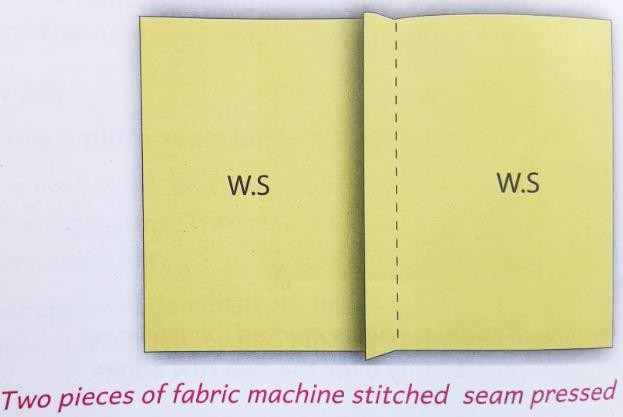 W.S
W.S
Two pieces of fabric machine stitched seam pressed